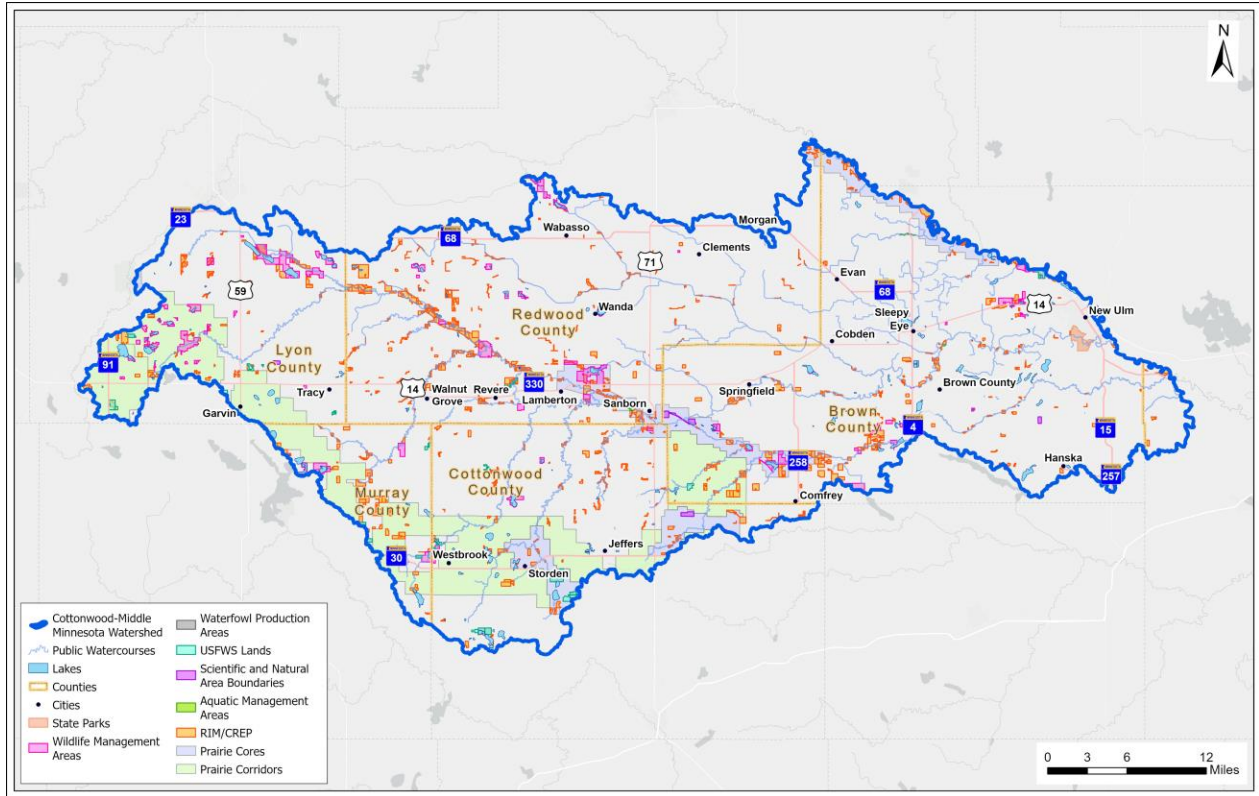 N
23
68
Wabasso
Morgan
Clements
71
59
Evan
68
Sleepy
Eye
14
New Ulm
Redwood
County
Wanda
Cobden
91
Lyon
County
Tracy
14
Walnut
Grove
Revere
330
Lamberton
Springfield
Brown County
Garvin
Sanborn
Brown
County
4
15
Hanska
257
258
Comfrey
Murray
County
Cottonwood
County
30
Westbrook
Jeffers
Storden
Cottonwood-Middle
Minnesota Watershed
Public Watercourses
Lakes
Counties
Cities
State Parks
Wildlife Management
Areas
Waterfowl Production
Areas
USFWS Lands
Scientific and Natural
Area Boundaries
Aquatic Management
Areas
RIM/CREP
Prairie Cores
Prairie Corridors
0 3 6 12
Miles